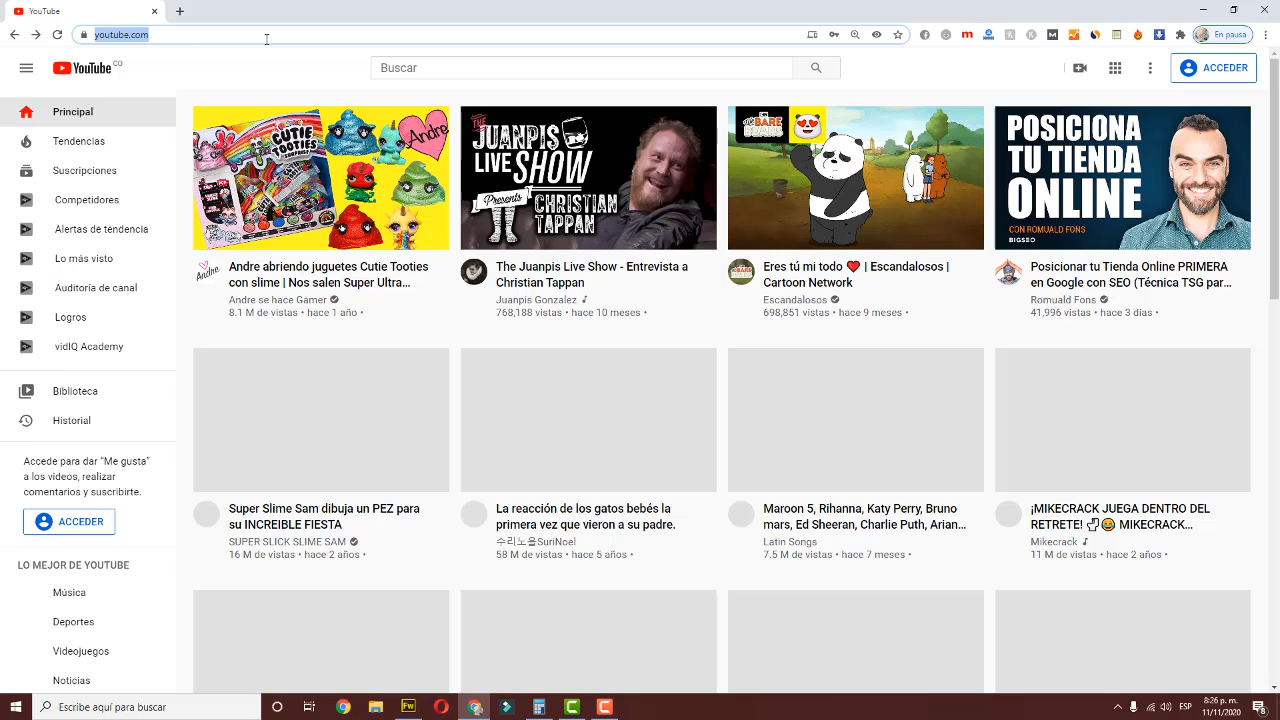 YouTube
youtube.com
En pausa
YouTube CO
Buscar
ACCEDER
Principal
Tendencias
Suscripciones
Competidores
Alertas de tendencia
Lo más visto
Auditoría de canal
Logros
vidIQ Academy
Biblioteca
Historial
Accede para dar “Me gusta”
a los videos, realizar
comentarios y suscribirte.
ACCEDER
LO MEJOR DE YOUTUBE
Música
Deportes
Videojuegos
Noticias
CUTIE
TOOTIES
SURPRISE
Andre
Andre abriendo juguetes Cutie Tooties
con slime | Nos salen Super Ultra...
Andre se hace Gamer
8.1 M de vistas • hace 1 año •
THE
JUANPIS
LIVE SHOW
Presents
CHRISTIAN
TAPPAN
The Juanpis Live Show - Entrevista a
Christian Tappan
Juanpis Gonzalez
768,188 vistas • hace 10 meses •
WE BARE
BEARS
Eres tú mi todo ❤️ | Escandalosos |
Cartoon Network
Escandalosos
698,851 vistas • hace 9 meses •
POSICIONA
TU TIENDA
ONLINE
CON ROMUALD FONS
BIGSEO
Posicionar tu Tienda Online PRIMERA
en Google con SEO (Técnica TSG par...
Romuald Fons
41,996 vistas • hace 3 días •
Super Slime Sam dibuja un PEZ para
su INCREIBLE FIESTA
SUPER SLICK SLIME SAM
16 M de vistas • hace 2 años •
La reacción de los gatos bebés la
primera vez que vieron a su padre.
수리노을SuriNoel
58 M de vistas • hace 5 años •
Maroon 5, Rihanna, Katy Perry, Bruno
mars, Ed Sheeran, Charlie Puth, Arian...
Latin Songs
7.5 M de vistas • hace 7 meses •
¡MIKECRACK JUEGA DENTRO DEL
RETRETE! 🚽😂 MIKECRACK...
Mikecrack
11 M de vistas • hace 2 años •
Escribe aquí para buscar
Fw
ESP
8:26 p. m.
11/11/2020
8